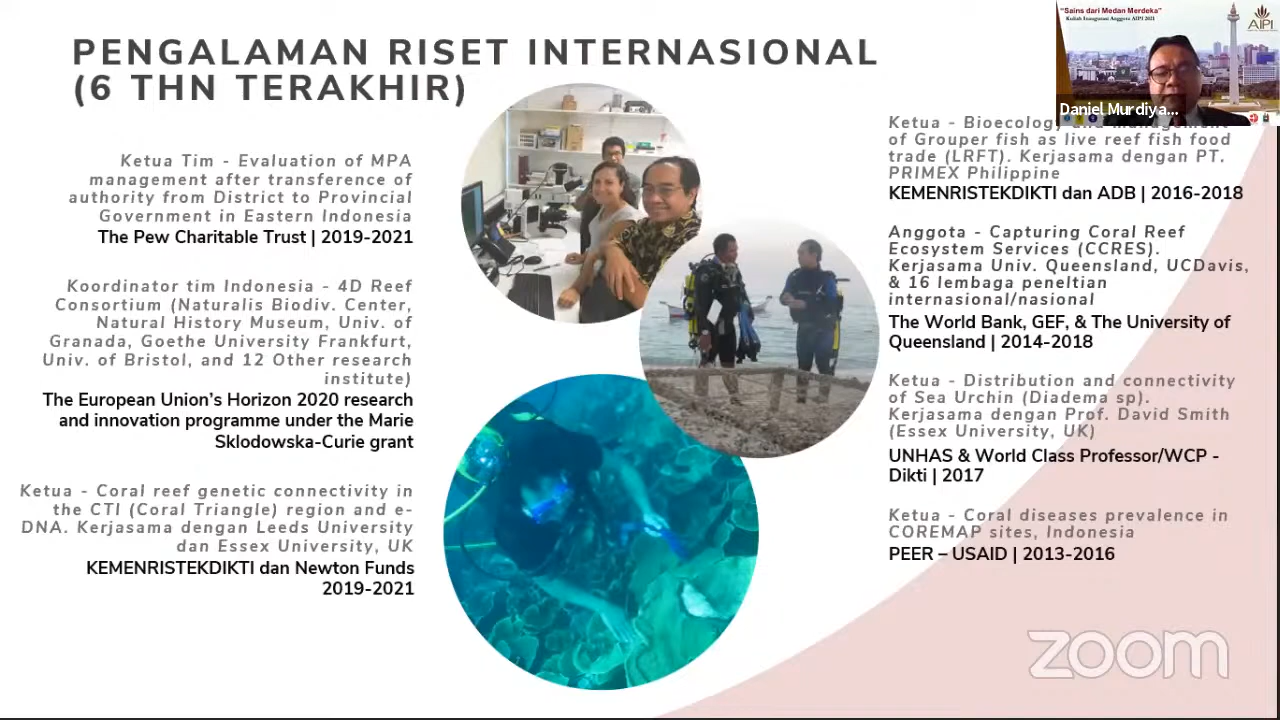 PENGALAMAN RISET INTERNASIONAL
(6 THN TERAKHIR)
Ketua Tim - Evaluation of MPA
management after transference of
authority from District to Provincial
Government in Eastern Indonesia
The Pew Charitable Trust | 2019-2021
Koordinator tim Indonesia - 4D Reef
Consortium (Naturalis Biodiv. Center,
Natural History Museum, Univ. of
Granada, Goethe University Frankfurt,
Univ. of Bristol, and 12 Other research
institute)
The European Union's Horizon 2020 research
and innovation programme under the Marie
Sklodowska-Curie grant
Ketua - Coral reef genetic connectivity in
the CTI (Coral Triangle) region and e-
DNA. Kerjasama dengan Leeds University
dan Essex University, UK
KEMENRISTEKDIKTI dan Newton Funds
2019-2021
"Sains dari Medan Merdeka"
Kuliah Inaugurasi Anggota AIPI 2021
AIPI
Daniel Murdiya...
Ketua - Bioecology and management
of Grouper fish as live reef fish food
trade (LRFT). Kerjasama dengan PT.
PRIMEX Philippine
KEMENRISTEKDIKTI dan ADB | 2016-2018
Anggota - Capturing Coral Reef
Ecosystem Services (CCRES).
Kerjasama Univ. Queensland, UCDavis,
& 16 lembaga peneltian
internasional/nasional
The World Bank, GEF, & The University of
Queensland | 2014-2018
Ketua - Distribution and connectivity
of Sea Urchin (Diadema sp).
Kerjasama dengan Prof. David Smith
(Essex University, UK)
UNHAS & World Class Professor/WCP -
Dikti | 2017
Ketua - Coral diseases prevalence in
COREMAP sites, Indonesia
PEER – USAID | 2013-2016
zoom